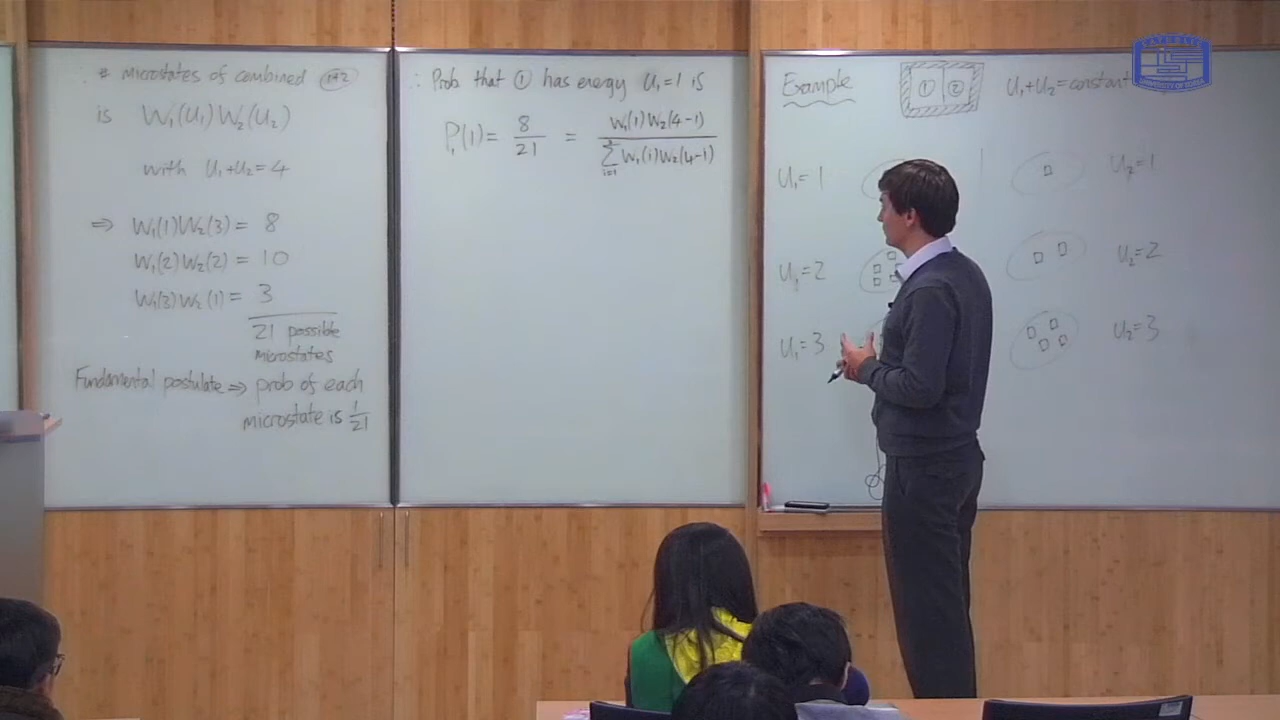 ∴ # microstates of combined 1+2
is W₁(U₁)W₂(U₂)
with U₁+U₂=4
⇒ W₁(1)W₂(3) = 8
W₁(2)W₂(2) = 10
W₁(3)W₂(1) = 3
21 possible
microstates
Fundamental postulate ⇒ prob of each
microstate is 1/21
∴ Prob that ① has energy U₁=1 is
P₁(1) = 8/21 = W₁(1)W₂(4-1) / ∑ᵢ₌₁ W₁(1)W₂(4-1)
Example ① ② U₁+U₂=constant
U₁=1 U₂=1
U₁=2 U₂=2
U₁=3 U₂=3